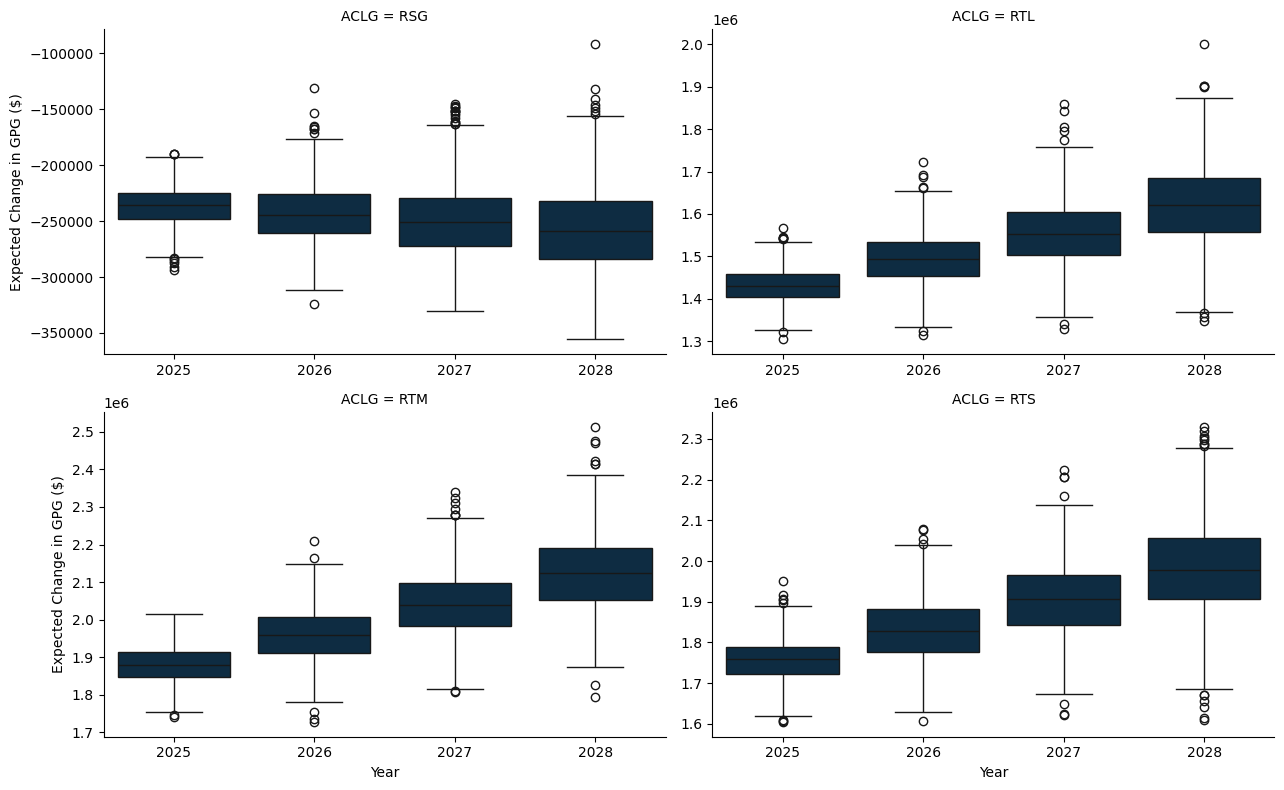 ACLG = RSG
Expected Change in GPG ($)
−100000
−150000
−200000
−250000
−300000
−350000
2025 2026 2027 2028
ACLG = RTL
1e6
2.0
1.9
1.8
1.7
1.6
1.5
1.4
1.3
2025 2026 2027 2028
ACLG = RTM
1e6
Expected Change in GPG ($)
2.5
2.4
2.3
2.2
2.1
2.0
1.9
1.8
1.7
2025 2026 2027 2028
Year
ACLG = RTS
1e6
2.3
2.2
2.1
2.0
1.9
1.8
1.7
1.6
2025 2026 2027 2028
Year